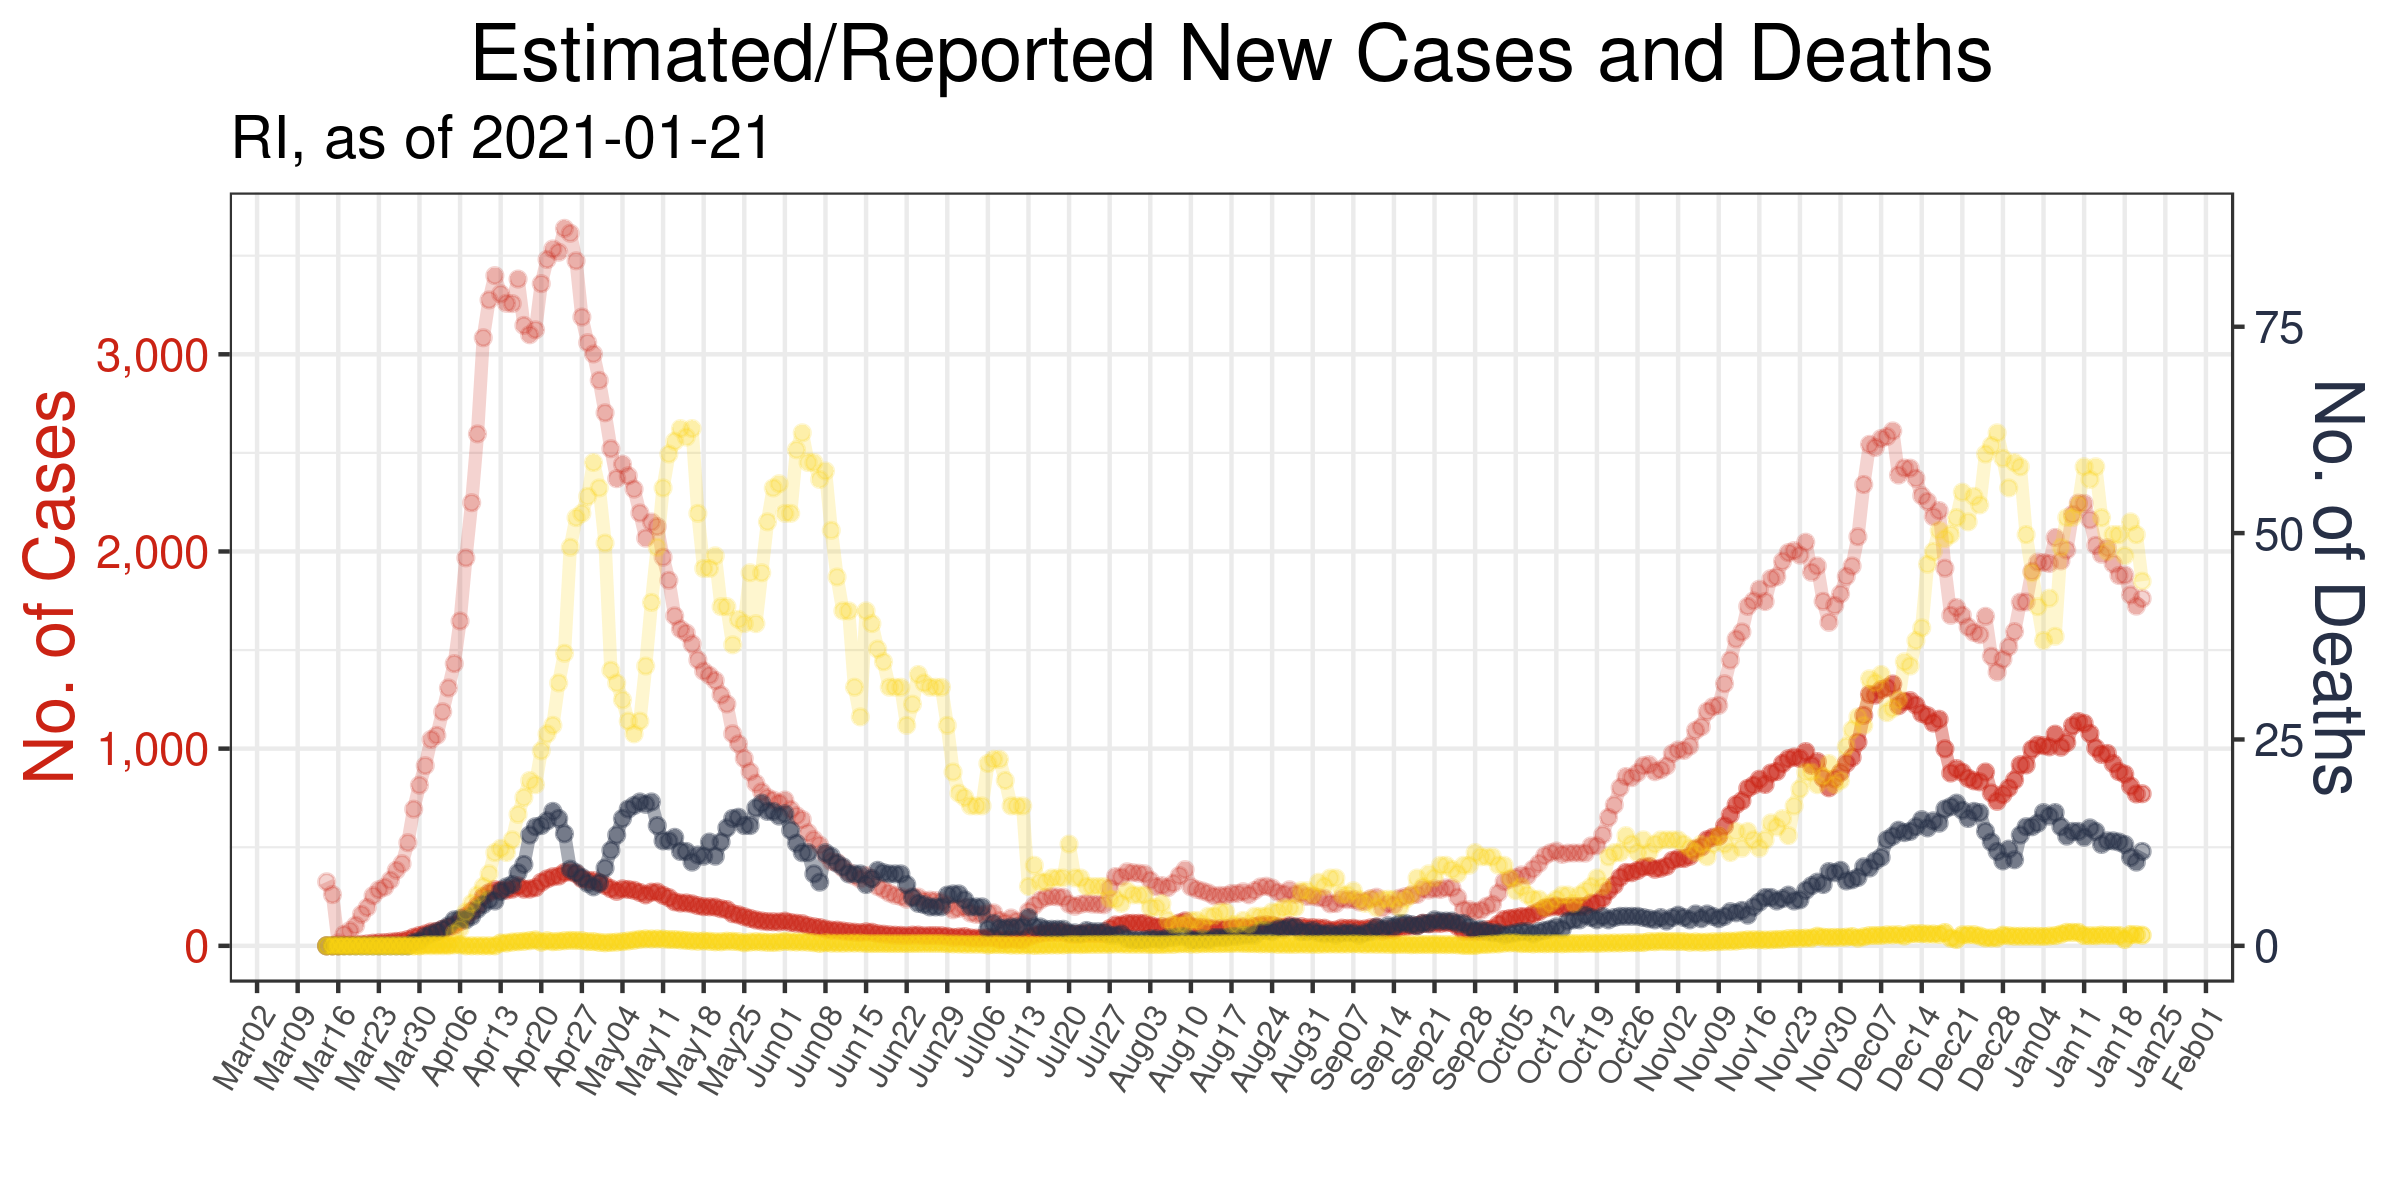 Estimated/Reported New Cases and Deaths
RI, as of 2021-01-21
No. of Cases
3,000
2,000
1,000
0
75
50
25
0
No. of Deaths
Mar02
Mar09
Mar16
Mar23
Mar30
Apr06
Apr13
Apr20
Apr27
May04
May11
May18
May25
Jun01
Jun08
Jun15
Jun22
Jun29
Jul06
Jul13
Jul20
Jul27
Aug03
Aug10
Aug17
Aug24
Aug31
Sep07
Sep14
Sep21
Sep28
Oct05
Oct12
Oct19
Oct26
Nov02
Nov09
Nov16
Nov23
Nov30
Dec07
Dec14
Dec21
Dec28
Jan04
Jan11
Jan18
Jan25
Feb01